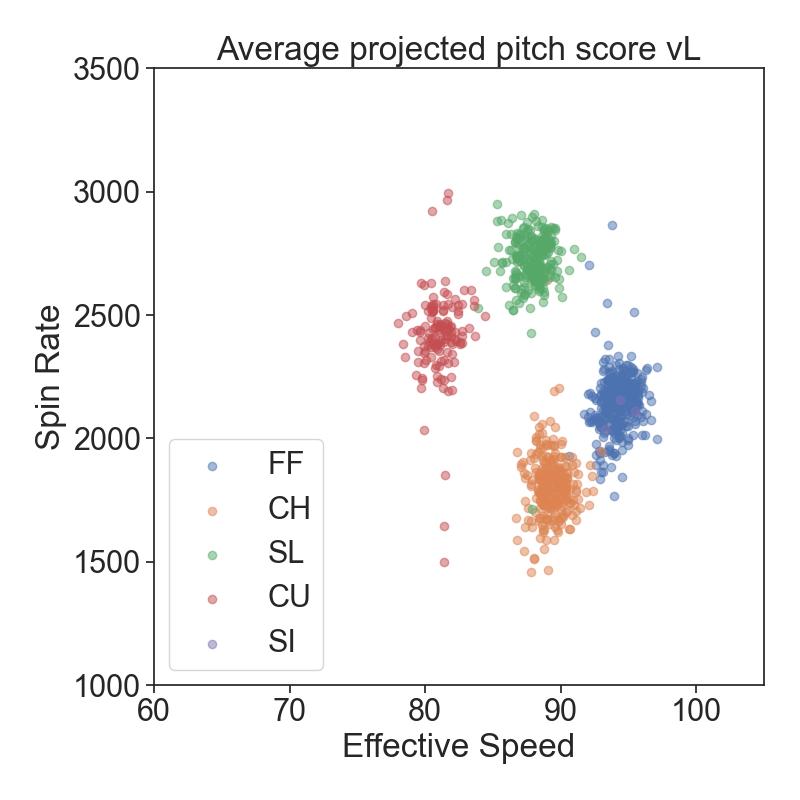 Average projected pitch score vL
3500
3000
2500
2000
1500
1000
Spin Rate
FF
CH
SL
CU
SI
60 70 80 90 100
Effective Speed